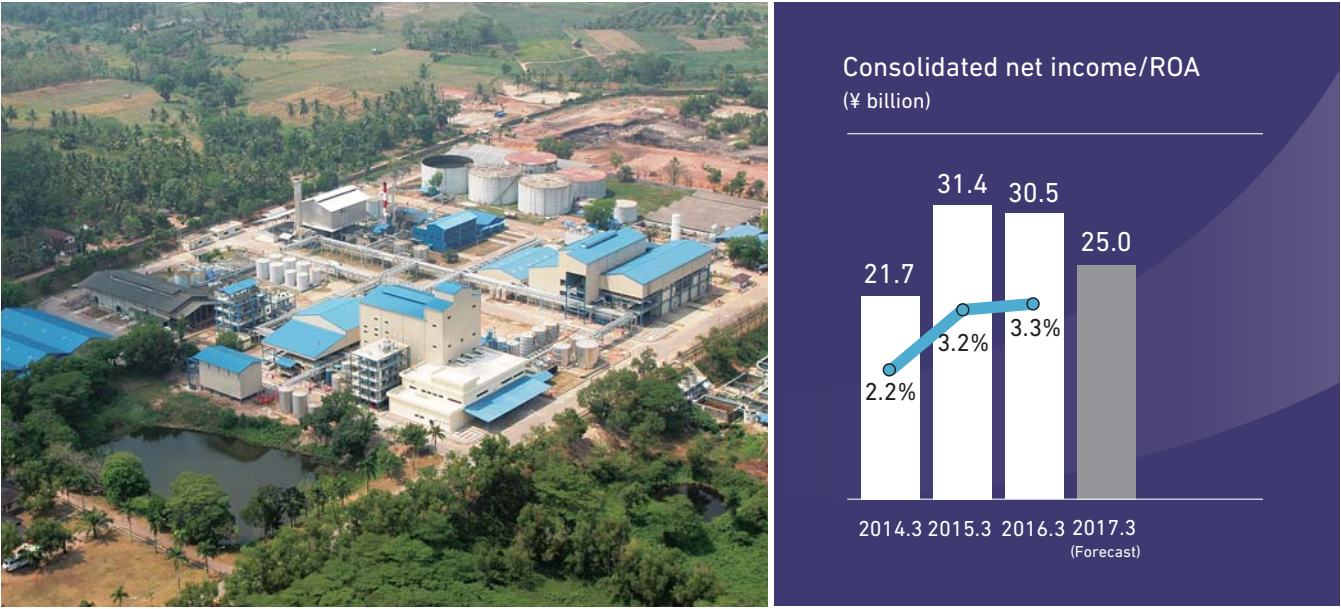 Consolidated net income/ROA
(¥ billion)
21.7
31.4
30.5
25.0
2.2%
3.2%
3.3%
2014.3 2015.3 2016.3 2017.3
(Forecast)